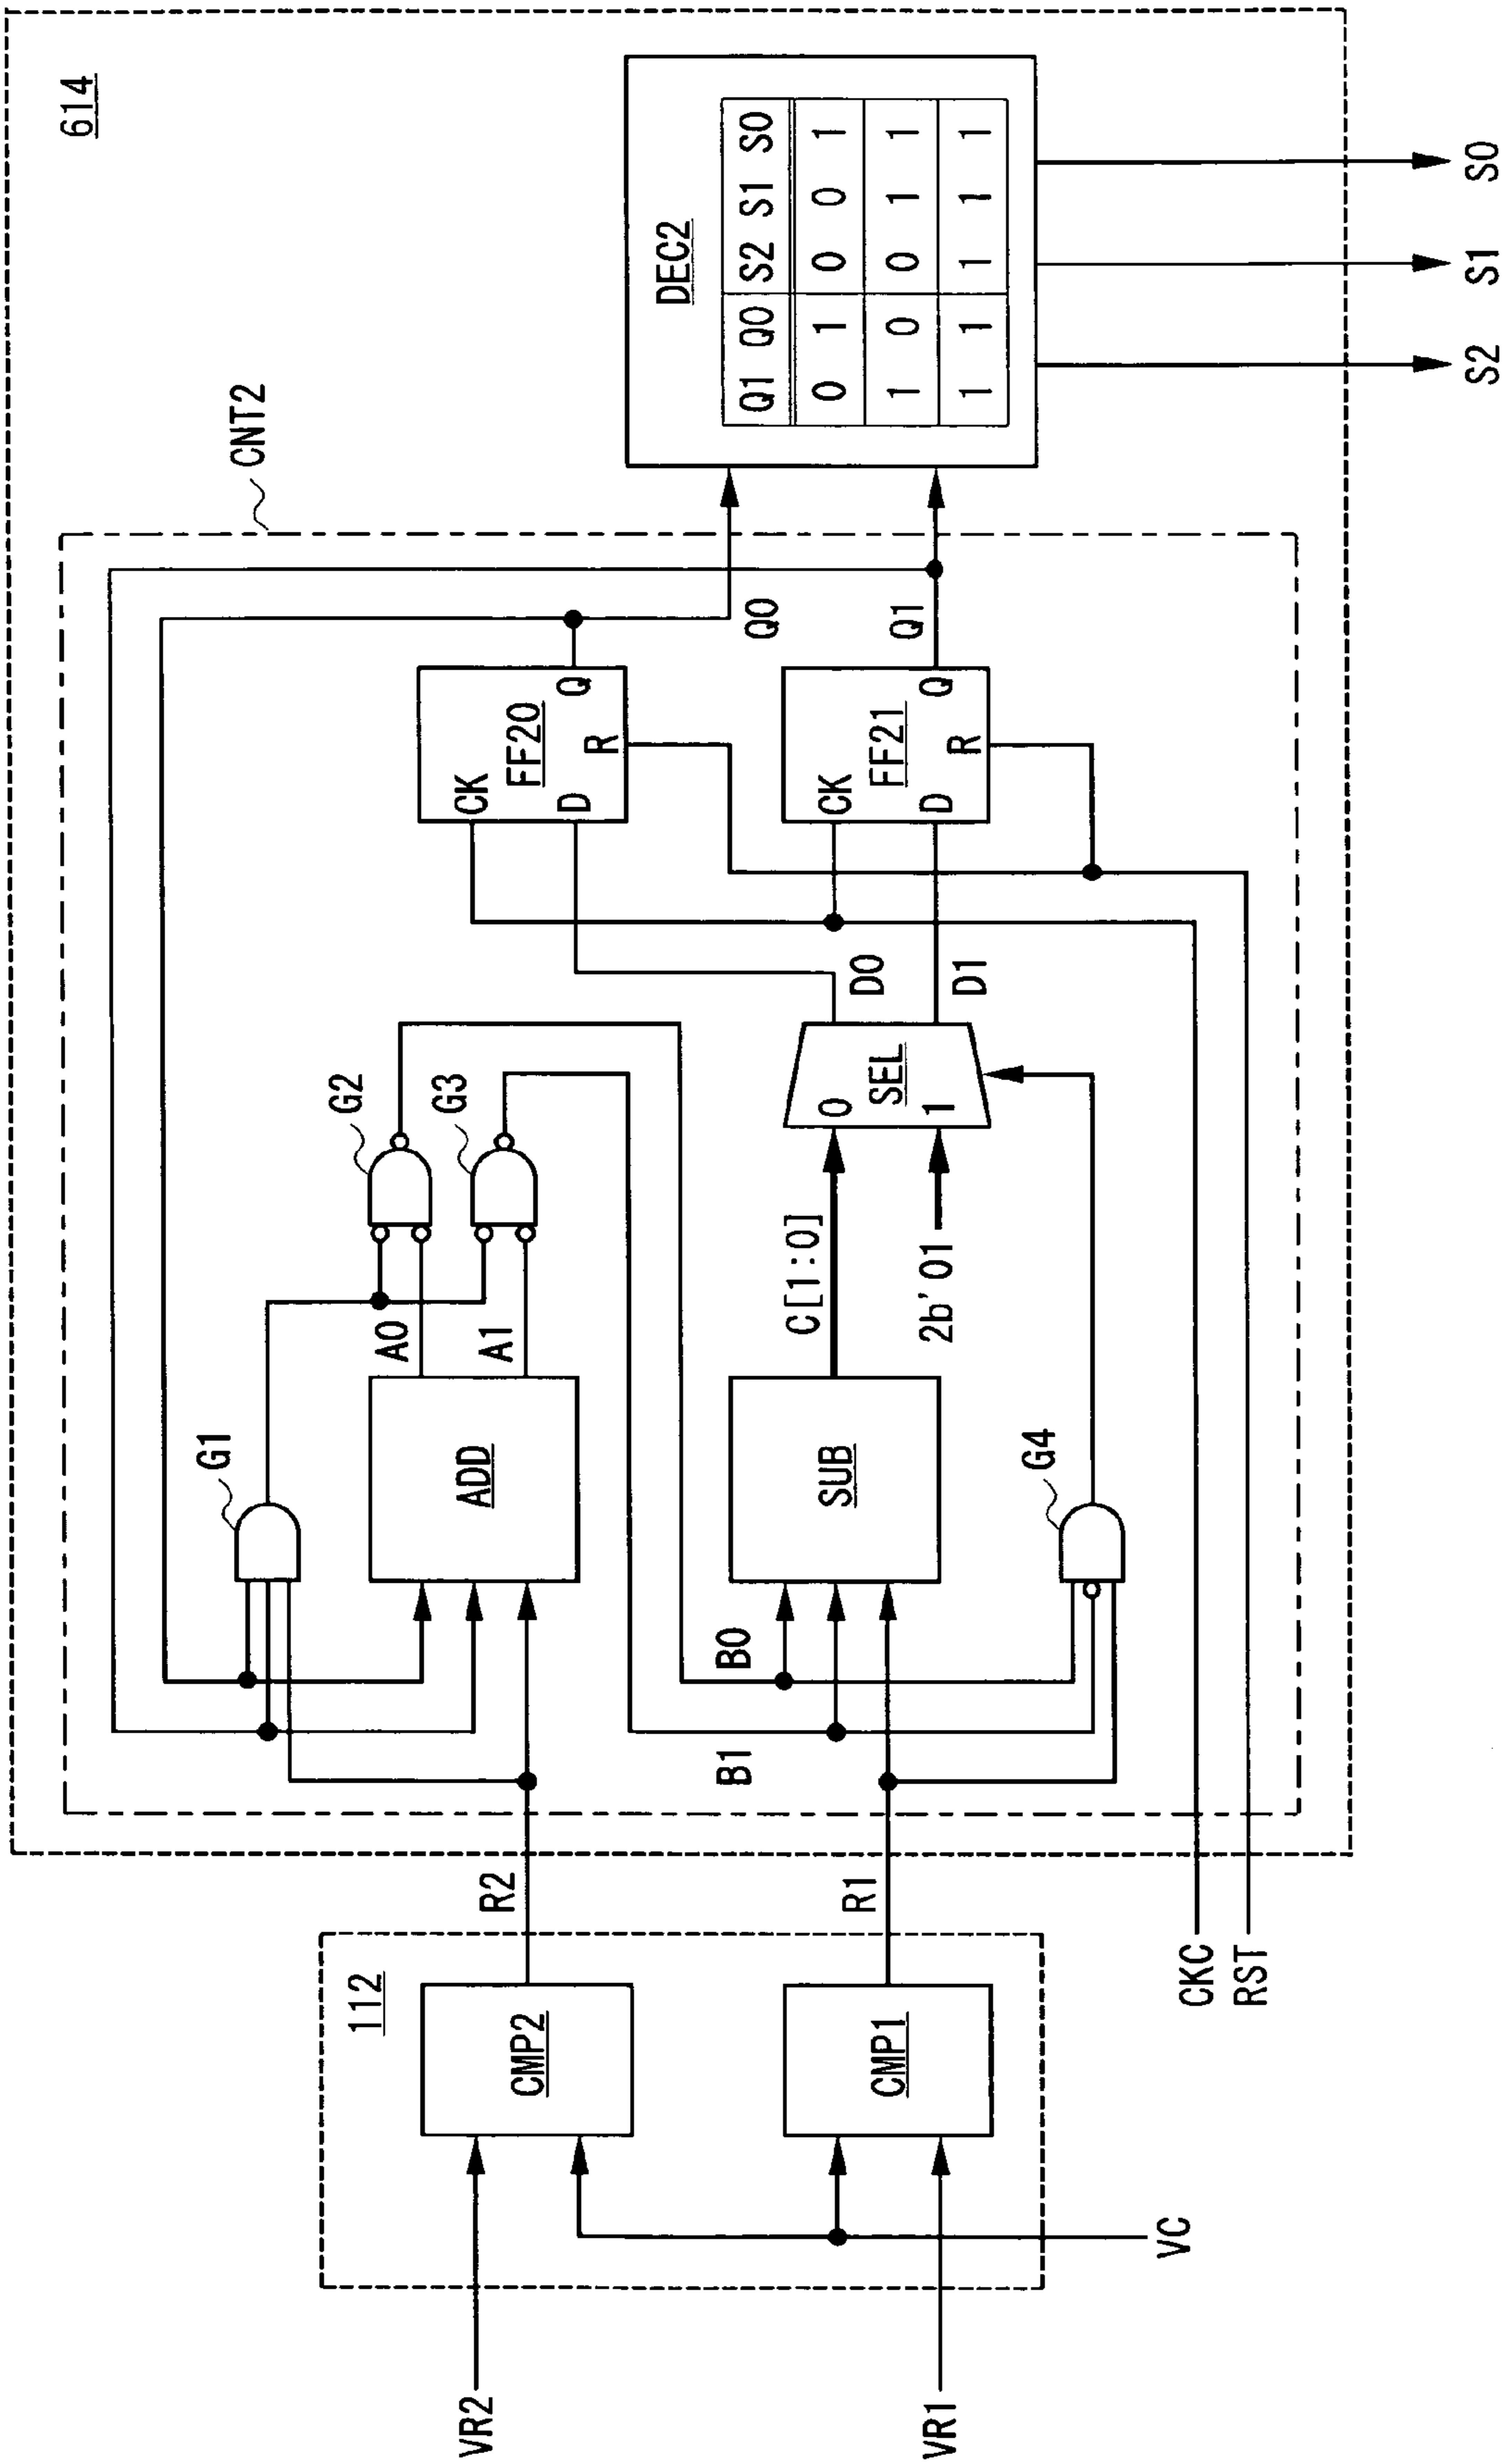 614
CNT2
G1
G2
G3
A0
A1
ADD
CK
FF20
D
Q
R
Q0
DEC2
Q1 Q0 S2 S1 S0
0 1 0 0 1
1 0 0 1 1
1 1 1 1 1
112
VR2
CMP2
R2
B0
B1
SUB
C[1:0]
2b'01
0
1
SEL
D0
D1
CK
FF21
D
Q
R
Q1
VR1
CMP1
R1
G4
VC
CKC
RST
S2
S1
S0